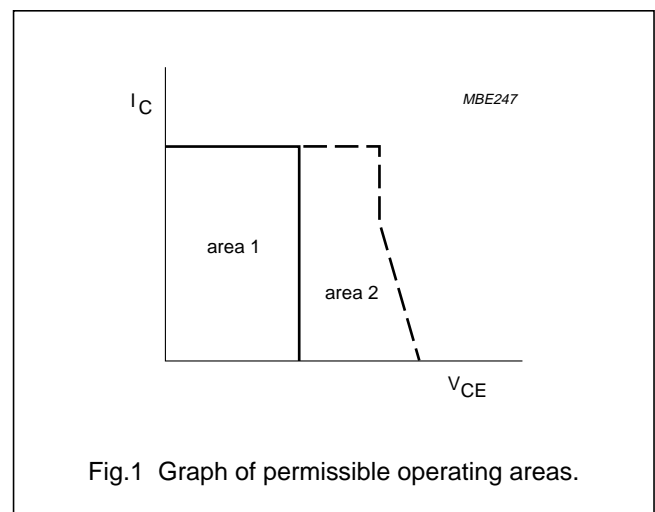 I C
MBE247
area 1
area 2
V CE
Fig.1 Graph of permissible operating areas.